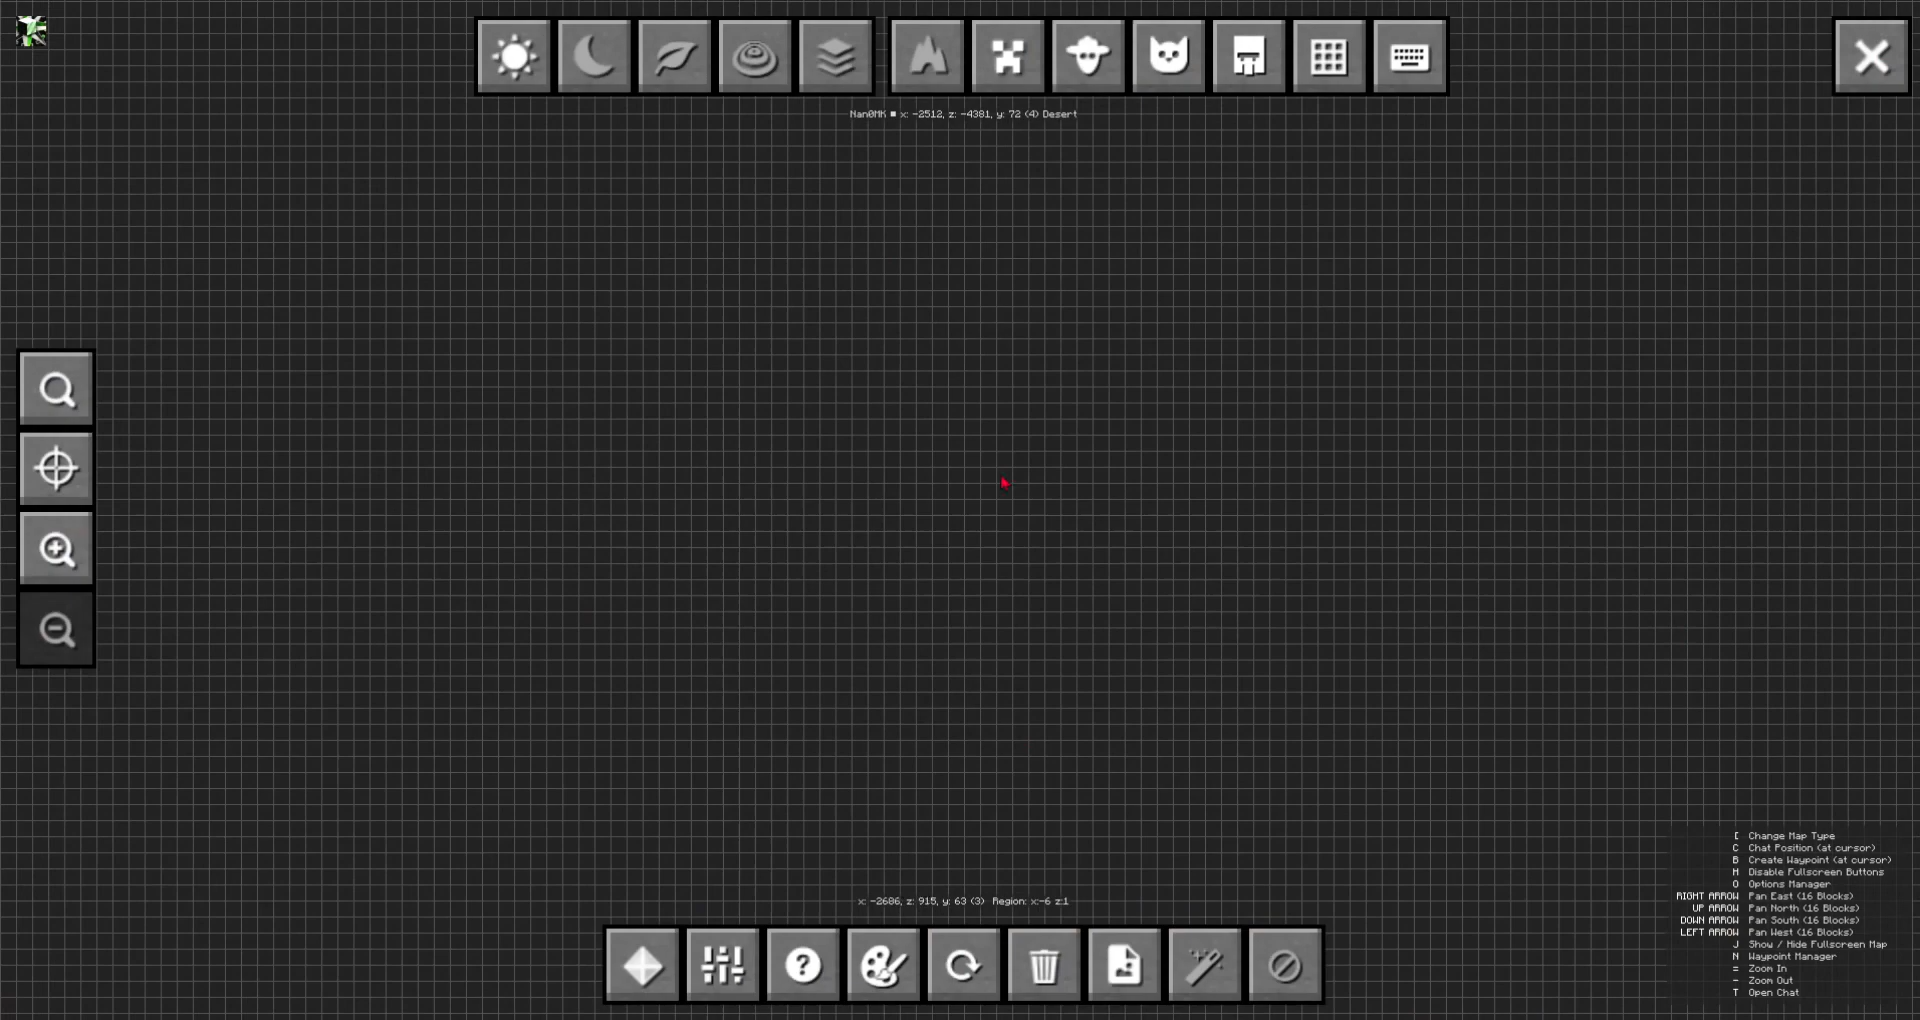 Nan0MK ■ x: -2512, z: -4381, y: 72 (4) Desert
x: -2686, z: 915, y: 63 (3) Region: x:-6 z:1
[ Change Map Type
C Chat Position (at cursor)
B Create Waypoint (at cursor)
H Disable Fullscreen Buttons
O Options Manager
RIGHT ARROW Pan East (16 Blocks)
UP ARROW Pan North (16 Blocks)
DOWN ARROW Pan South (16 Blocks)
LEFT ARROW Pan West (16 Blocks)
J Show / Hide Fullscreen Map
N Waypoint Manager
= Zoom In
- Zoom Out
T Open Chat